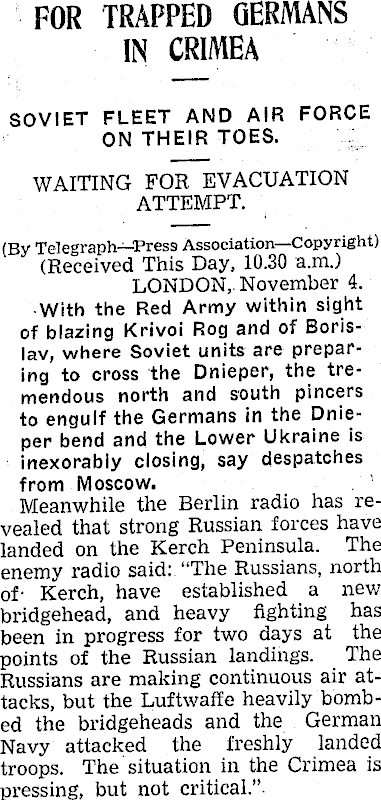 FOR TRAPPED GERMANS
IN CRIMEA
SOVIET FLEET AND AIR FORCE
ON THEIR TOES.
WAITING FOR EVACUATION
ATTEMPT.
(By Telegraph—Press Association—Copyright)
(Received This Day, 10.30 a.m.)
LONDON, November 4.
With the Red Army within sight
of blazing Krivoi Rog and of Boris-
lav, where Soviet units are prepar-
ing to cross the Dnieper, the tre-
mendous north and south pincers
to engulf the Germans in the Dnie-
per bend and the Lower Ukraine is
inexorably closing, say despatches
from Moscow.
Meanwhile the Berlin radio has re-
vealed that strong Russian forces have
landed on the Kerch Peninsula. The
enemy radio said: “The Russians, north
of Kerch, have established a new
bridgehead, and heavy fighting has
been in progress for two days at the
points of the Russian landings. The
Russians are making continuous air at-
tacks, but the Luftwaffe heavily bomb-
ed the bridgeheads and the German
Navy attacked the freshly landed
troops. The situation in the Crimea is
pressing, but not critical.”